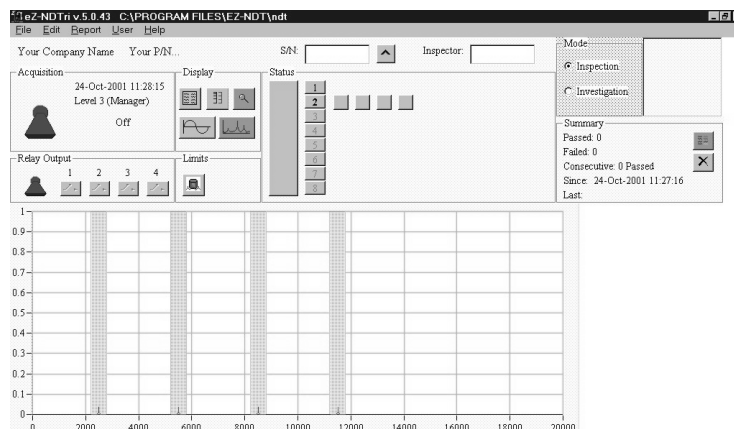 eZ-NDTri v.5.0.43 C:\PROGRAM FILES\EZ-NDT\ndt
File Edit Report User Help
Your Company Name Your P/N...
S/N:
Inspector:
Mode
Inspection
Investigation
Acquisition
24-Oct-2001 11:28:15
Level 3 (Manager)
Off
Display
Status
1
2
3
4
5
6
7
8
Summary
Passed: 0
Failed: 0
Consecutive: 0 Passed
Since: 24-Oct-2001 11:27:16
Last:
Relay Output
1 2 3 4
Limits
1
0.9
0.8
0.7
0.6
0.5
0.4
0.3
0.2
0.1
0
0 2000 4000 6000 8000 10000 12000 14000 16000 18000 20000